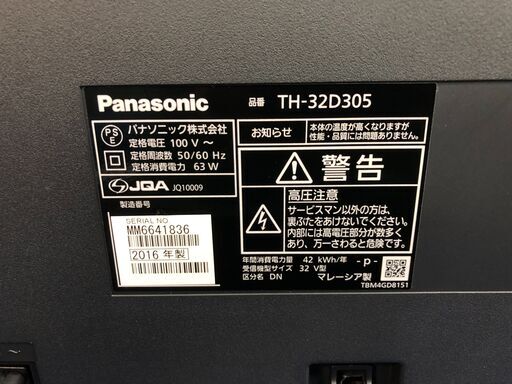 Panasonic
品番 TH-32D305
PSE
パナソニック株式会社
定格電圧 100 V～
定格周波数 50/60 Hz
定格消費電力 63 W
JQA JQ10009
製造番号
SERIAL NO.
MM6641836
2016 年製
お知らせ
本体の温度が高くなりますが
性能・品質には問題ありません。
警告
高圧注意
サービスマン以外の方は、
裏ぶたをあけないでください。
内部には高電圧部分が数多く
あり、万一さわると危険です。
年間消費電力量 42 kWh/年
受信機型サイズ 32 V型
区分名 DN
-P-
マレーシア製
TBM4GD8151